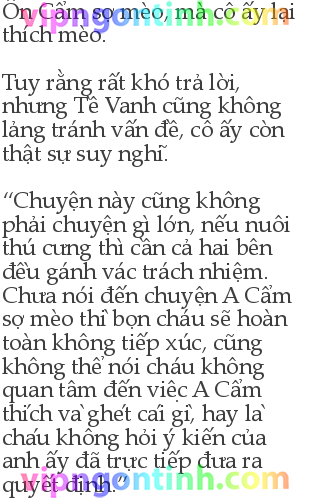 Ôn Cẩm sợ mèo, mà cô ấy lại
thích mèo.
Tuy rằng rất khó trả lời,
nhưng Tê Vanh cũng không
lảng tránh vấn đề, cô ấy còn
thật sự suy nghĩ.
“Chuyện này cũng không
phải chuyện gì lớn, nếu nuôi
thú cưng thì cần cả hai bên
đều gánh vác trách nhiệm.
Chưa nói đến chuyện A Cẩm
sợ mèo thì bọn cháu sẽ hoàn
toàn không tiếp xúc, cũng
không thể nói cháu không
quan tâm đến việc A Cẩm
thích và ghét cái gì, hay là
cháu không hỏi ý kiến của
anh ấy đã trực tiếp đưa ra
quyết định.”
vipngontinh.com
vipngontinh.com